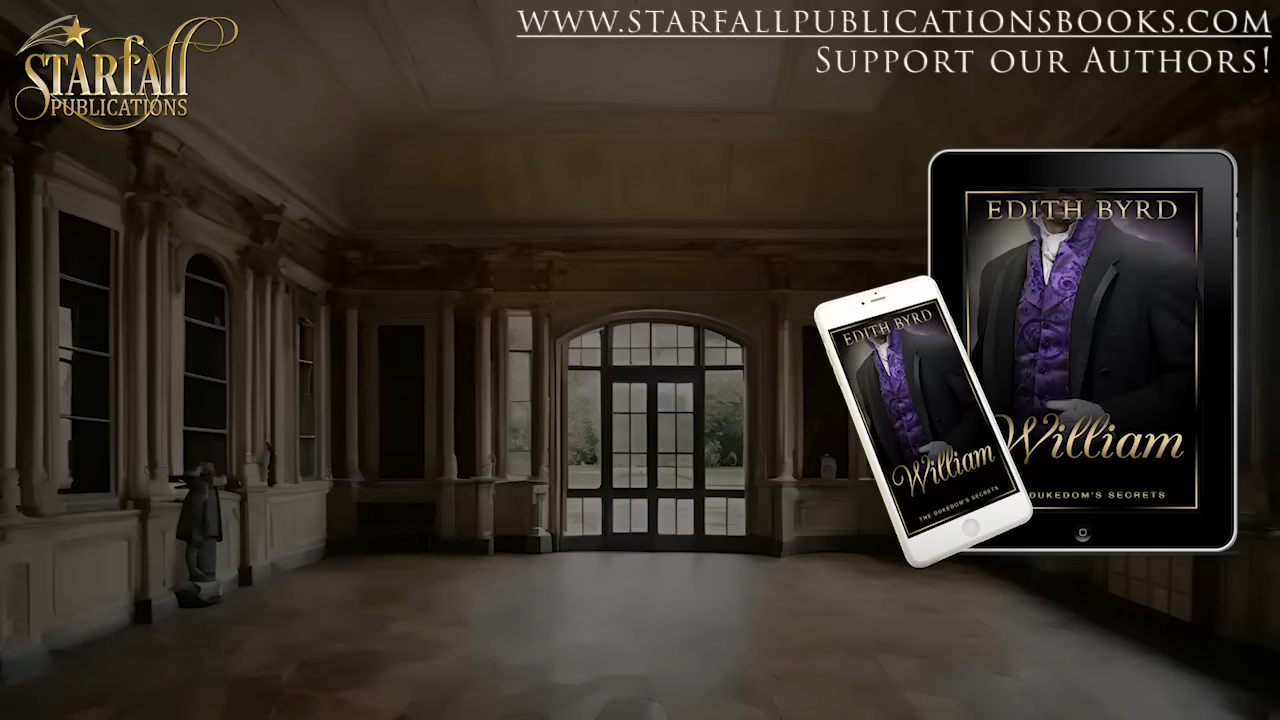 STARfall
PUBLICATIONS
WWW.STARFALLPUBLICATIONSBOOKS.COM
SUPPORT OUR AUTHORS!
EDITH BYRD
William
DUKEDOM'S SECRETS
EDITH BYRD
William
THE DUKEDOM'S SECRETS